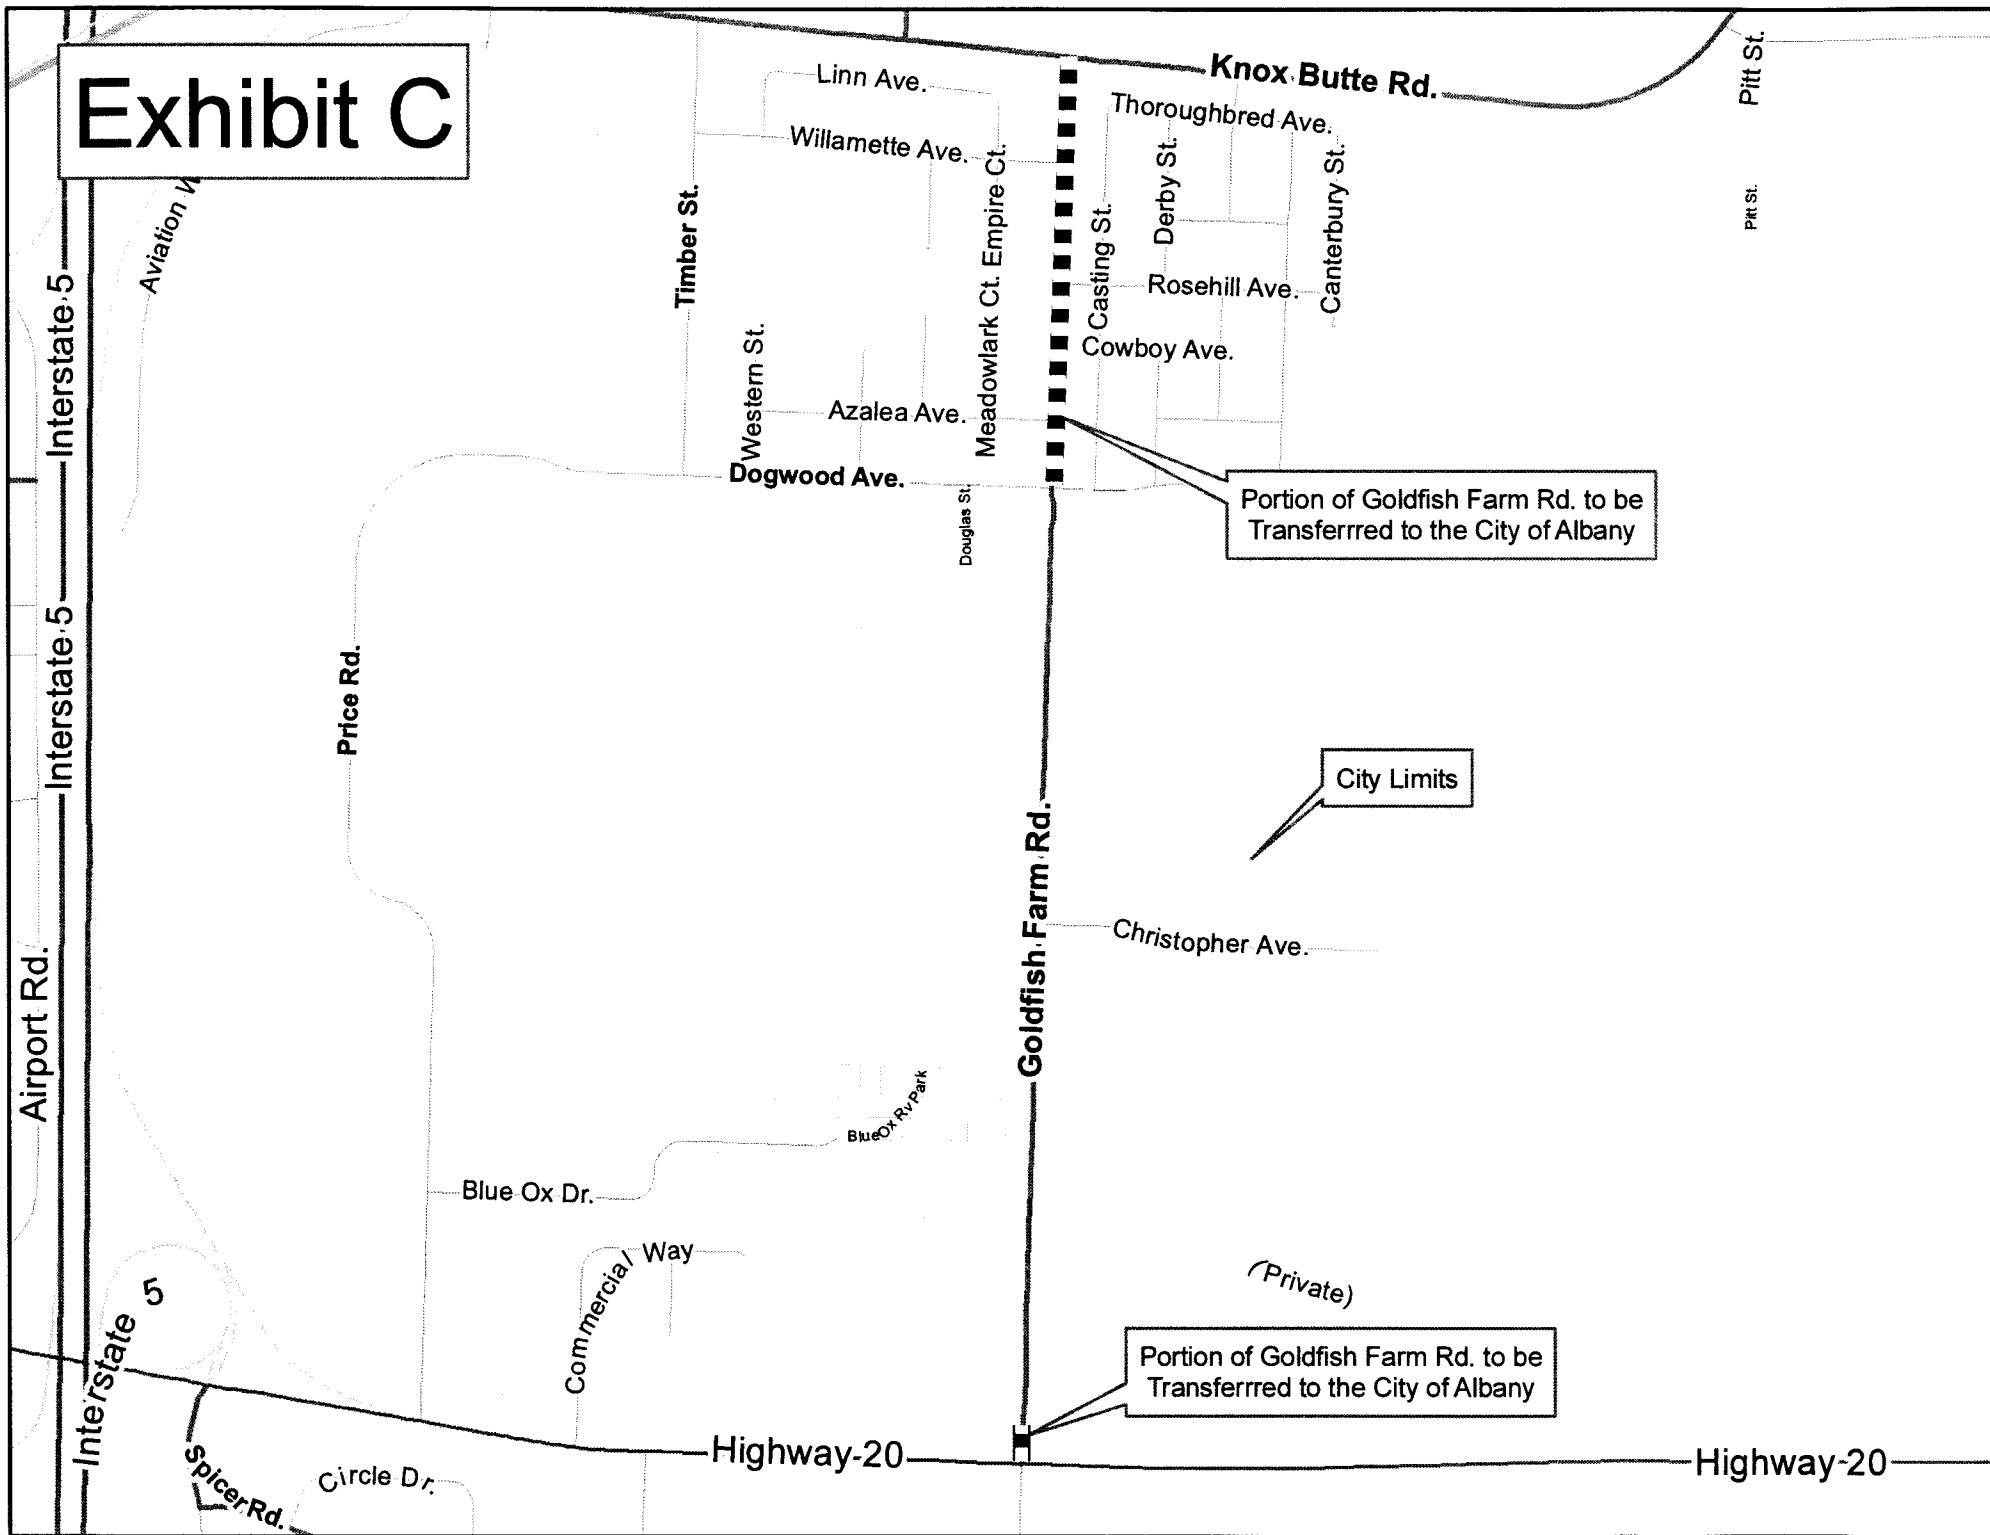 Exhibit C
Knox Butte Rd.
Pitt St.
Linn Ave.
Thoroughbred Ave.
Willamette Ave.
Derby St.
Canterbury St.
Pitt St.
Aviation
Timber St.
Empire Ct.
Casting St.
Interstate 5
Rosehill Ave.
Meadowlark Ct.
Cowboy Ave.
Western St.
Azalea Ave.
Dogwood Ave.
Douglas St.
Portion of Goldfish Farm Rd. to be
Transferrred to the City of Albany
Interstate 5
Price Rd.
City Limits
Goldfish Farm Rd.
Christopher Ave.
Airport Rd.
Blue Ox Rv Park
Blue Ox Dr.
Commercial Way
(Private)
Interstate 5
Portion of Goldfish Farm Rd. to be
Transferrred to the City of Albany
Highway 20
Highway 20
Spicer Rd.
Circle Dr.